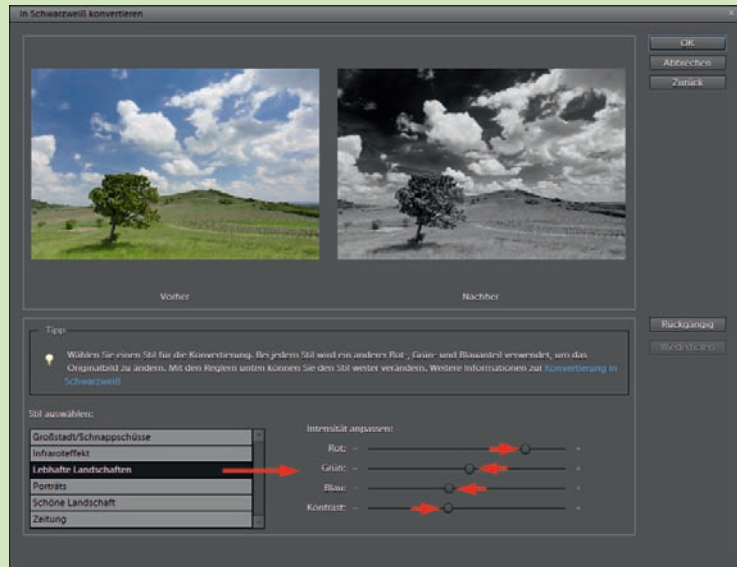 In Schwarzweiß konvertieren
OK
Abbrechen
Zurück
Vorher
Nachher
Rückgängig
Wiederholen
Tipp
Wählen Sie einen Stil für die Konvertierung. Bei jedem Stil wird ein anderer Rot-, Grün- und Blauanteil verwendet, um das
Originalbild zu ändern. Mit den Reglern unten können Sie den Stil weiter verändern. Weitere Informationen zur Konvertierung in
Schwarzweiß
Stil auswählen:
Großstadt/Schnappschüsse
Infraroteffekt
Lebhafte Landschaften
Porträts
Schöne Landschaft
Zeitung
Intensität anpassen:
Rot: - +
Grün: - +
Blau: - +
Kontrast: - +